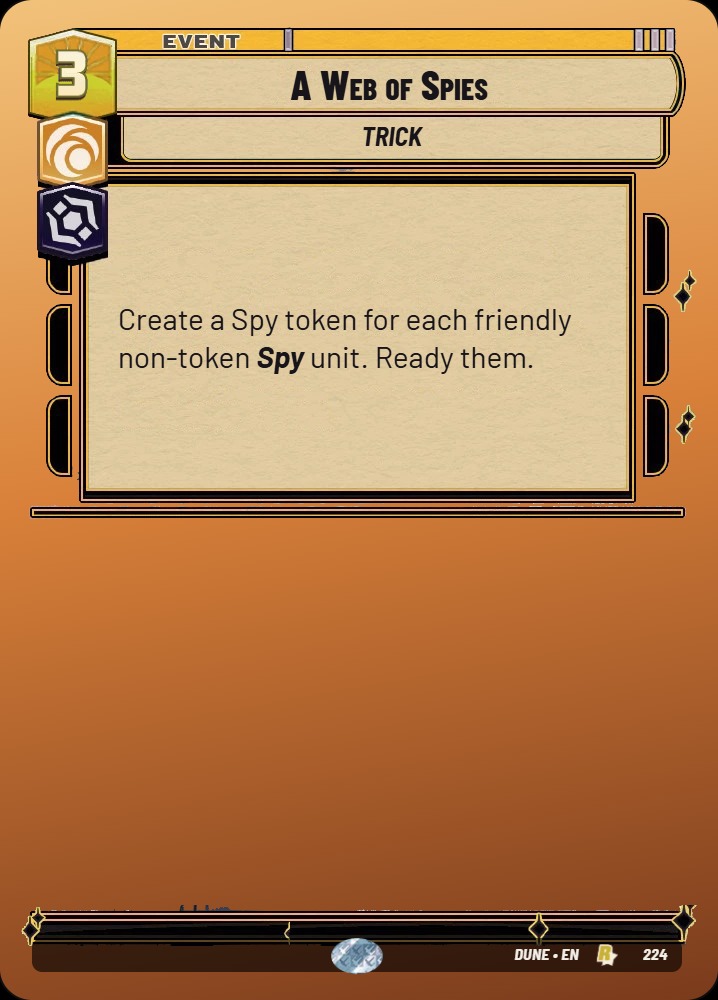 EVENT
3
A Web of Spies
TRICK
Create a Spy token for each friendly
non-token Spy unit. Ready them.
DUNE • EN R 224